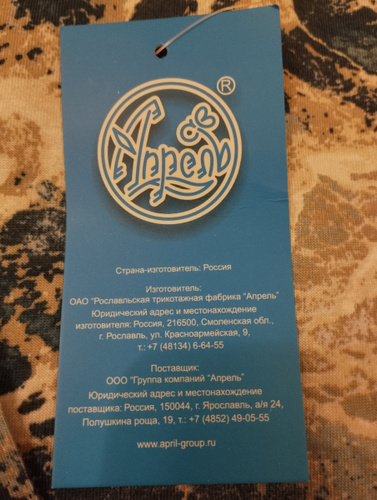 Апрель
®
Страна-изготовитель: Россия
Изготовитель:
ОАО "Рославльская трикотажная фабрика "Апрель"
Юридический адрес и местонахождение
изготовителя: Россия, 216500, Смоленская обл.,
г. Рославль, ул. Красноармейская, 9,
т.: +7 (48134) 6-64-55
Поставщик:
ООО "Группа компаний "Апрель"
Юридический адрес и местонахождение
поставщика: Россия, 150044, г. Ярославль, а/я 24,
Полушкина роща, 19, т.: +7 (4852) 49-05-55
www.april-group.ru